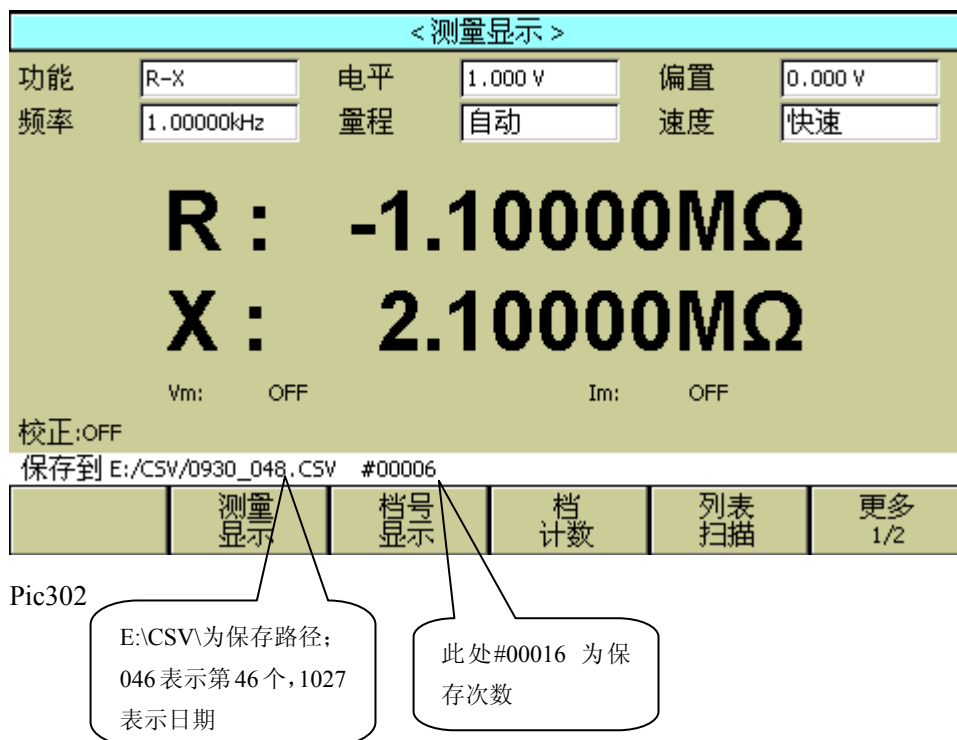 <测量显示>
功能 R-X 电平 1.000 V 偏置 0.000 V
频率 1.00000kHz 量程 自动 速度 快速
R : -1.10000MΩ
X : 2.10000MΩ
Vm: OFF Im: OFF
校正:OFF
保存到 E:/CSV/0930_048.CSV #00006
测量显示 档号显示 档计数 列表扫描 更多1/2
Pic302
E:\CSV\为保存路径；
046 表示第 46 个，1027
表示日期
此处#00016 为保
存次数